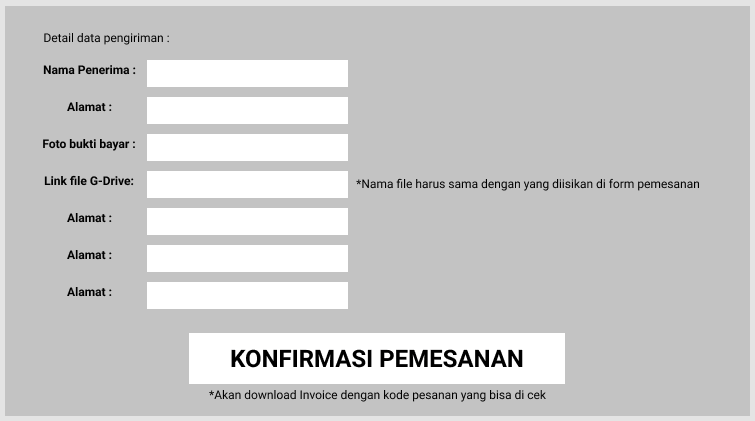 Detail data pengiriman :
Nama Penerima :
Alamat :
Foto bukti bayar :
Link file G-Drive: *Nama file harus sama dengan yang diisikan di form pemesanan
Alamat :
Alamat :
Alamat :
KONFIRMASI PEMESANAN
*Akan download Invoice dengan kode pesanan yang bisa di cek